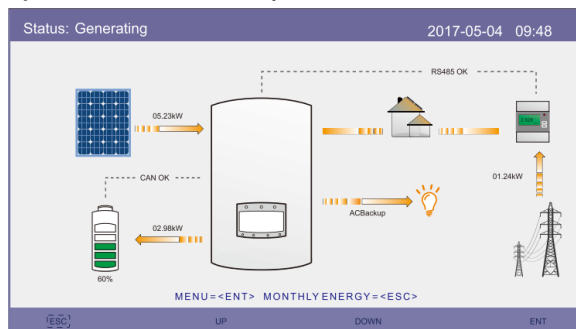 Status: Generating
2017-05-04 09:48
RS485 OK
05.23kW
CAN OK
01.24kW
02.98kW
ACBackup
60%
MENU=<ENT> MONTHLY ENERGY=<ESC>
ESC
UP
DOWN
ENT